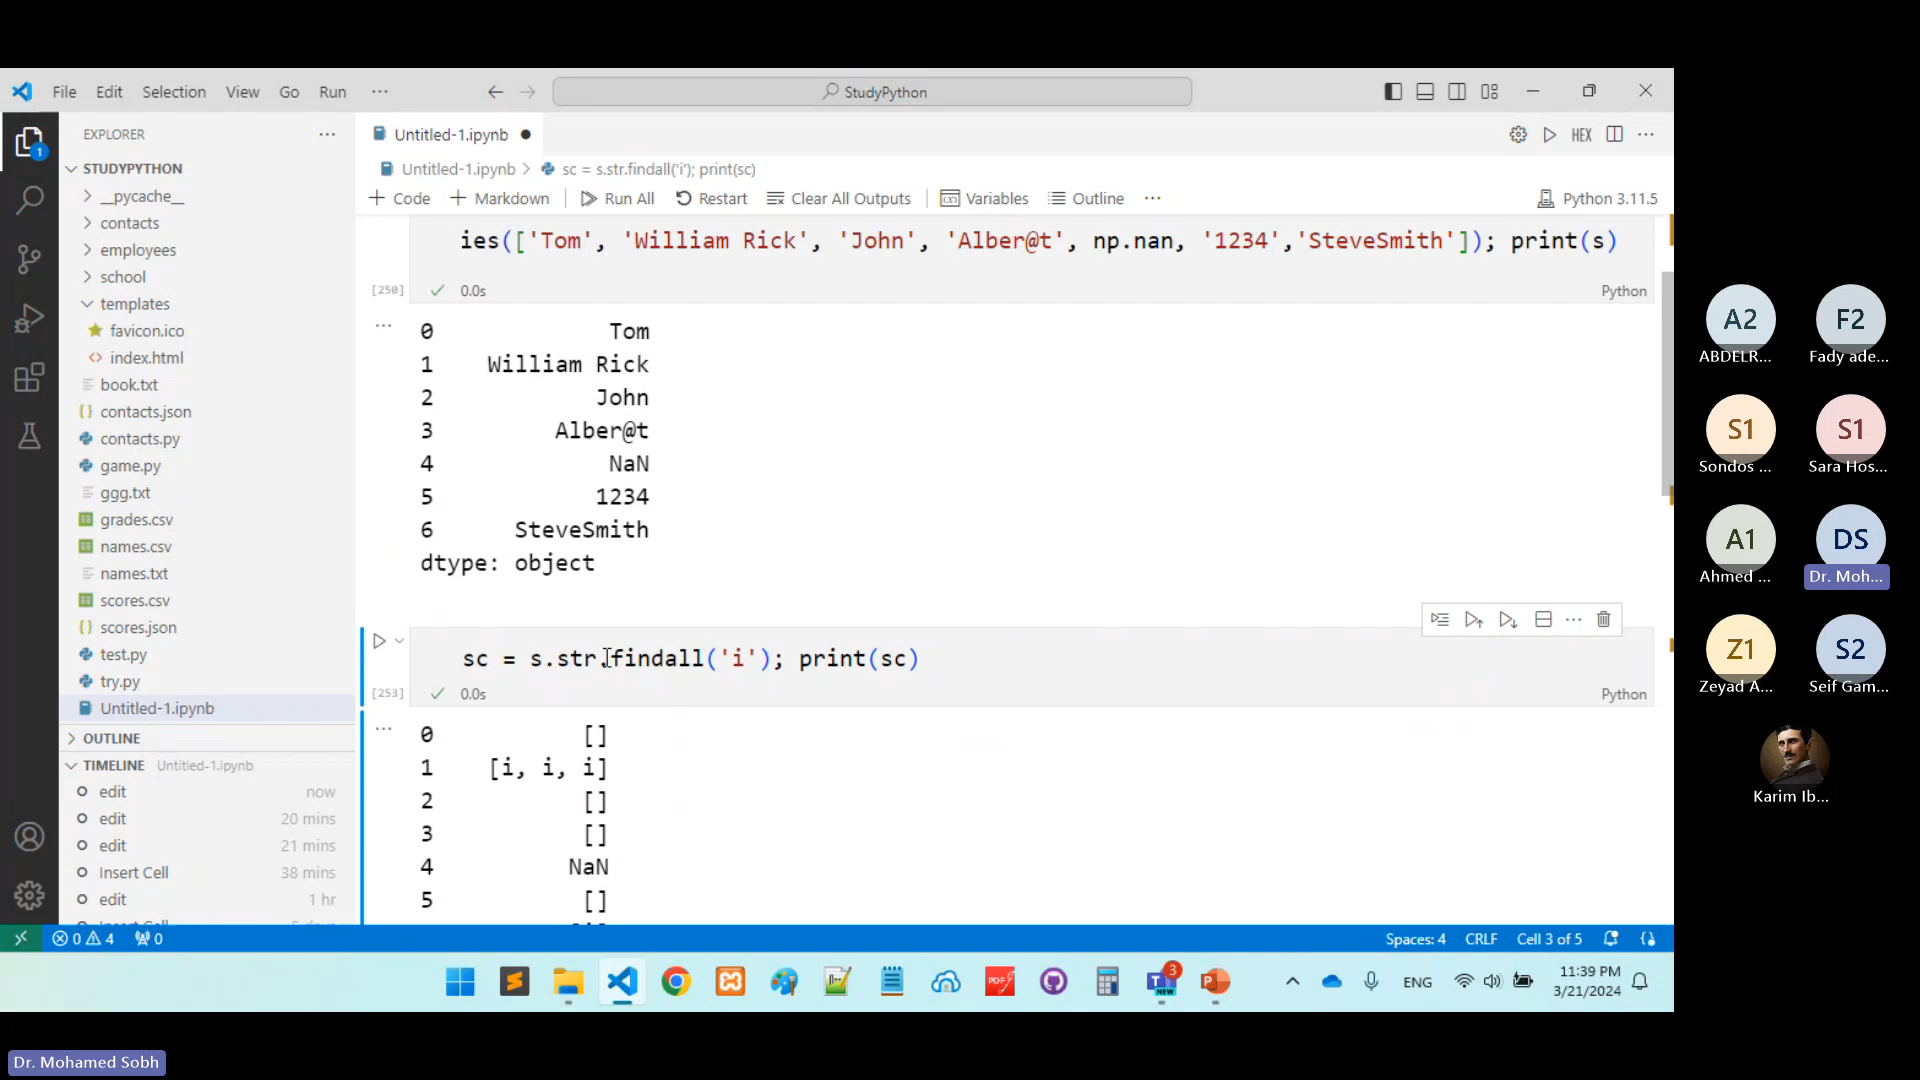 File Edit Selection View Go Run ··· StudyPython
EXPLORER ···
Untitled-1.ipynb
HEX ···
STUDYPYTHON
Untitled-1.ipynb > sc = s.str.findall('i'); print(sc)
+ Code + Markdown Run All Restart Clear All Outputs Variables Outline ··· Python 3.11.5
__pycache__
contacts
employees
school
templates
favicon.ico
index.html
book.txt
contacts.json
contacts.py
game.py
ggg.txt
grades.csv
names.csv
names.txt
scores.csv
scores.json
test.py
try.py
Untitled-1.ipynb
OUTLINE
TIMELINE Untitled-1.ipynb
edit now
edit 20 mins
edit 21 mins
Insert Cell 38 mins
edit 1 hr
ies(['Tom', 'William Rick', 'John', 'Alber@t', np.nan, '1234','SteveSmith']); print(s)
[250] 0.0s Python
0 Tom
1 William Rick
2 John
3 Alber@t
4 NaN
5 1234
6 SteveSmith
dtype: object
sc = s.str.findall('i'); print(sc)
[253] 0.0s Python
0 []
1 [i, i, i]
2 []
3 []
4 NaN
5 []
0 4 0 Spaces: 4 CRLF Cell 3 of 5
ENG
11:39 PM
3/21/2024
3
NEW
PDF
1
A2 F2
ABDELR... Fady ade...
S1 S1
Sondos ... Sara Hos...
A1 DS
Ahmed ... Dr. Moh...
Z1 S2
Zeyad A... Seif Gam...
Karim Ib...
Dr. Mohamed Sobh